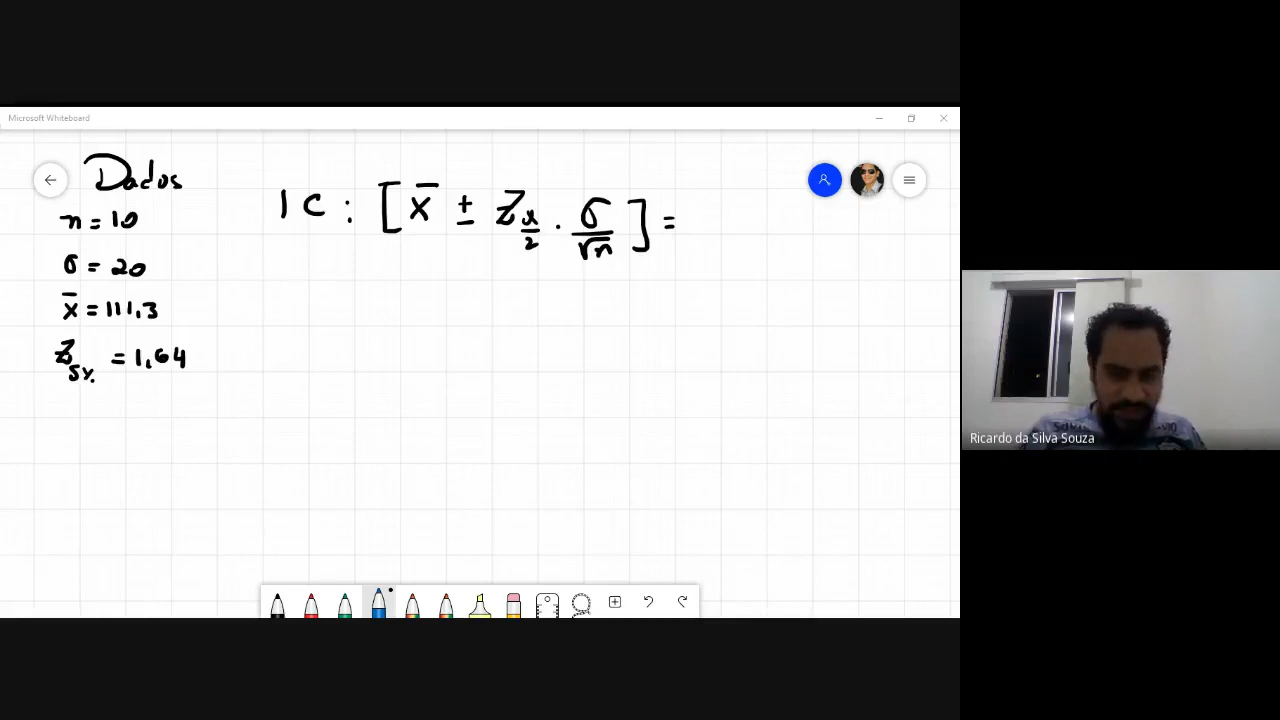 Microsoft Whiteboard
Dados
n = 10
σ = 20
x̄ = 111,3
Z5% = 1,64
IC : [x̄ ± Zα/2 . σ/√n] =
Ricardo da Silva Souza